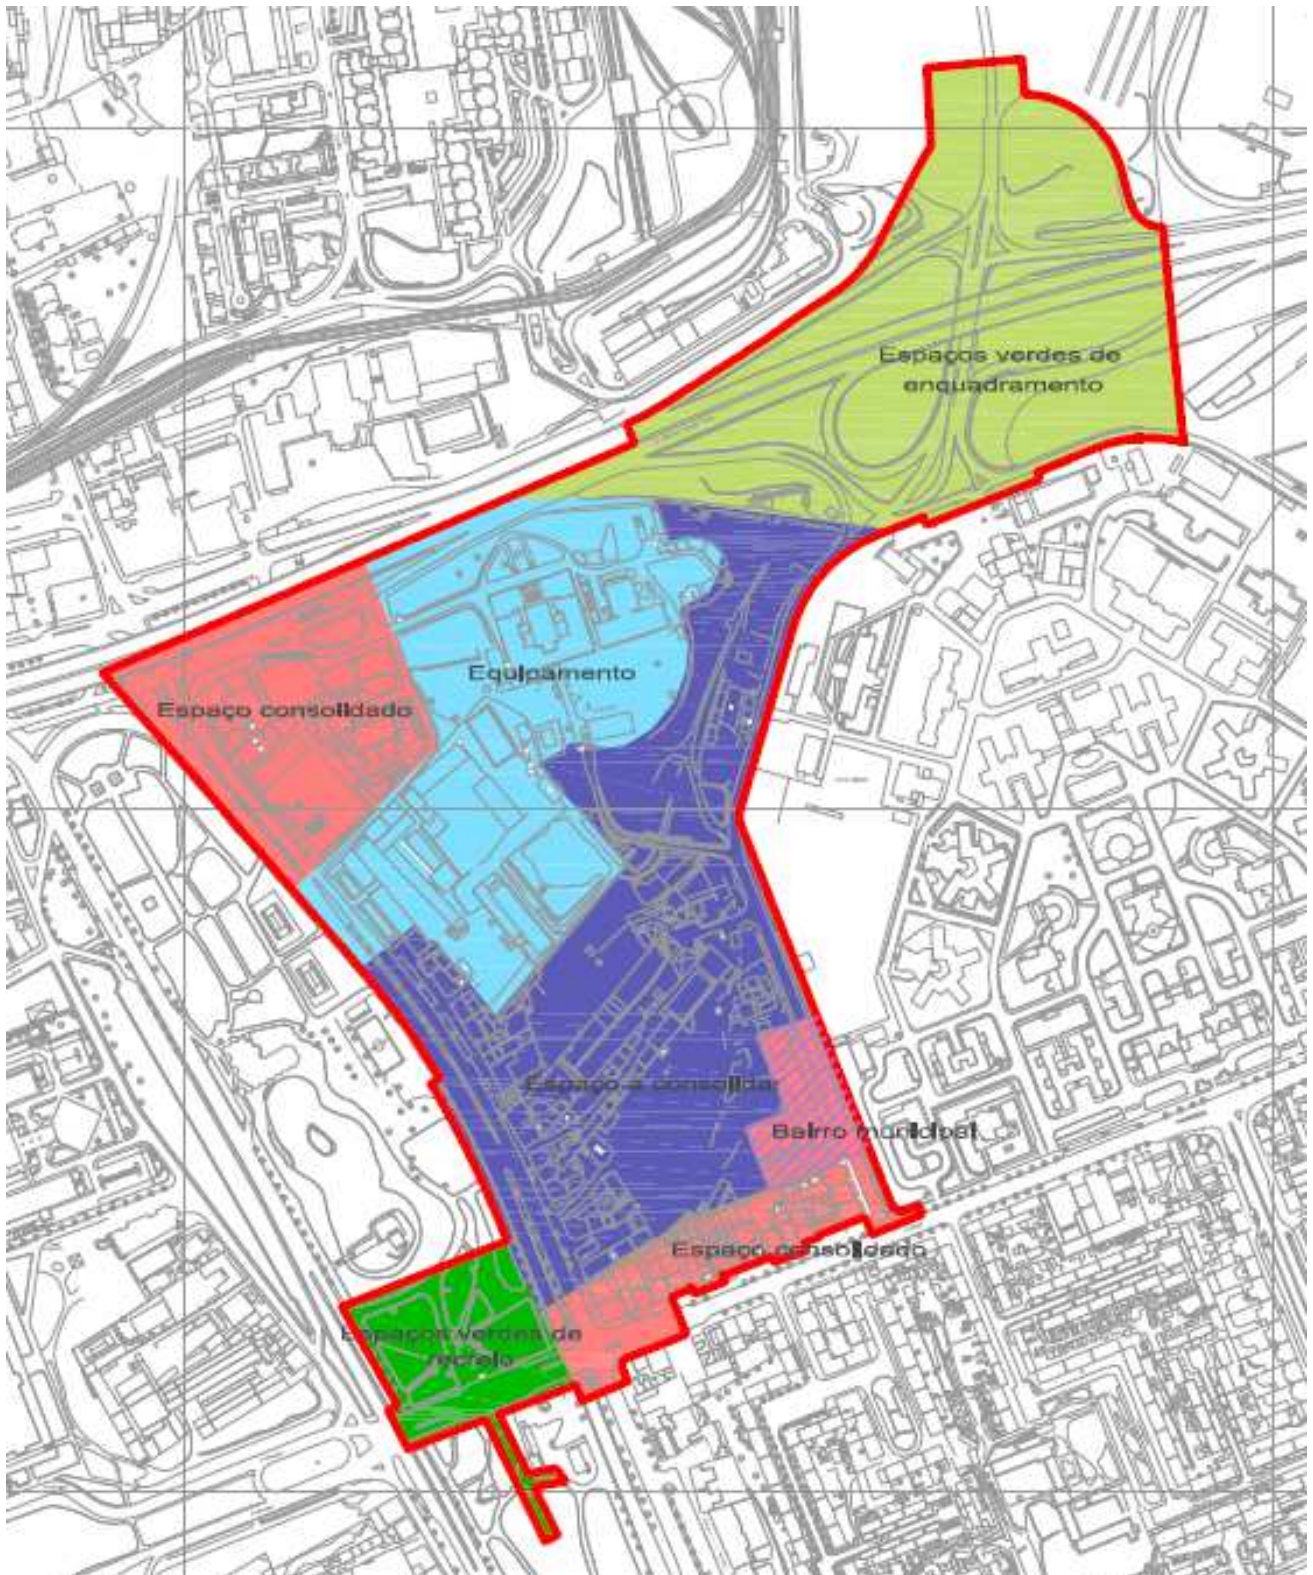 Espaços verdes de
enquadramento
Equipamento
Espaço consolidado
Espaço a consolidar
Bairro municipal
Espaço consolidado
Espaços verdes de
recreio